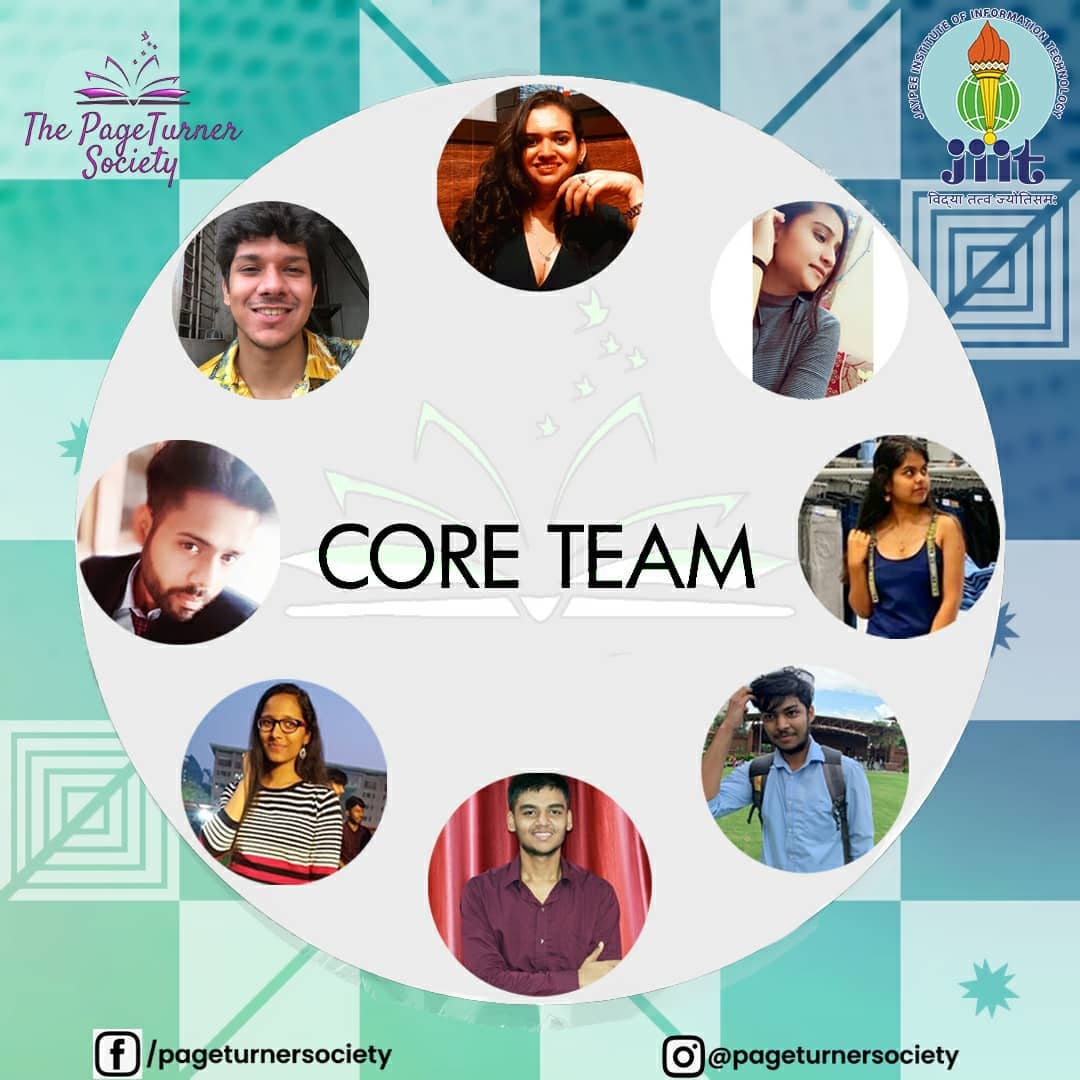 The PageTurner
Society
JAYPEE INSTITUTE OF INFORMATION TECHNOLOGY
jiit
विद्या तत्व ज्योतिसमः
CORE TEAM
f /pageturnersociety
@pageturnersociety